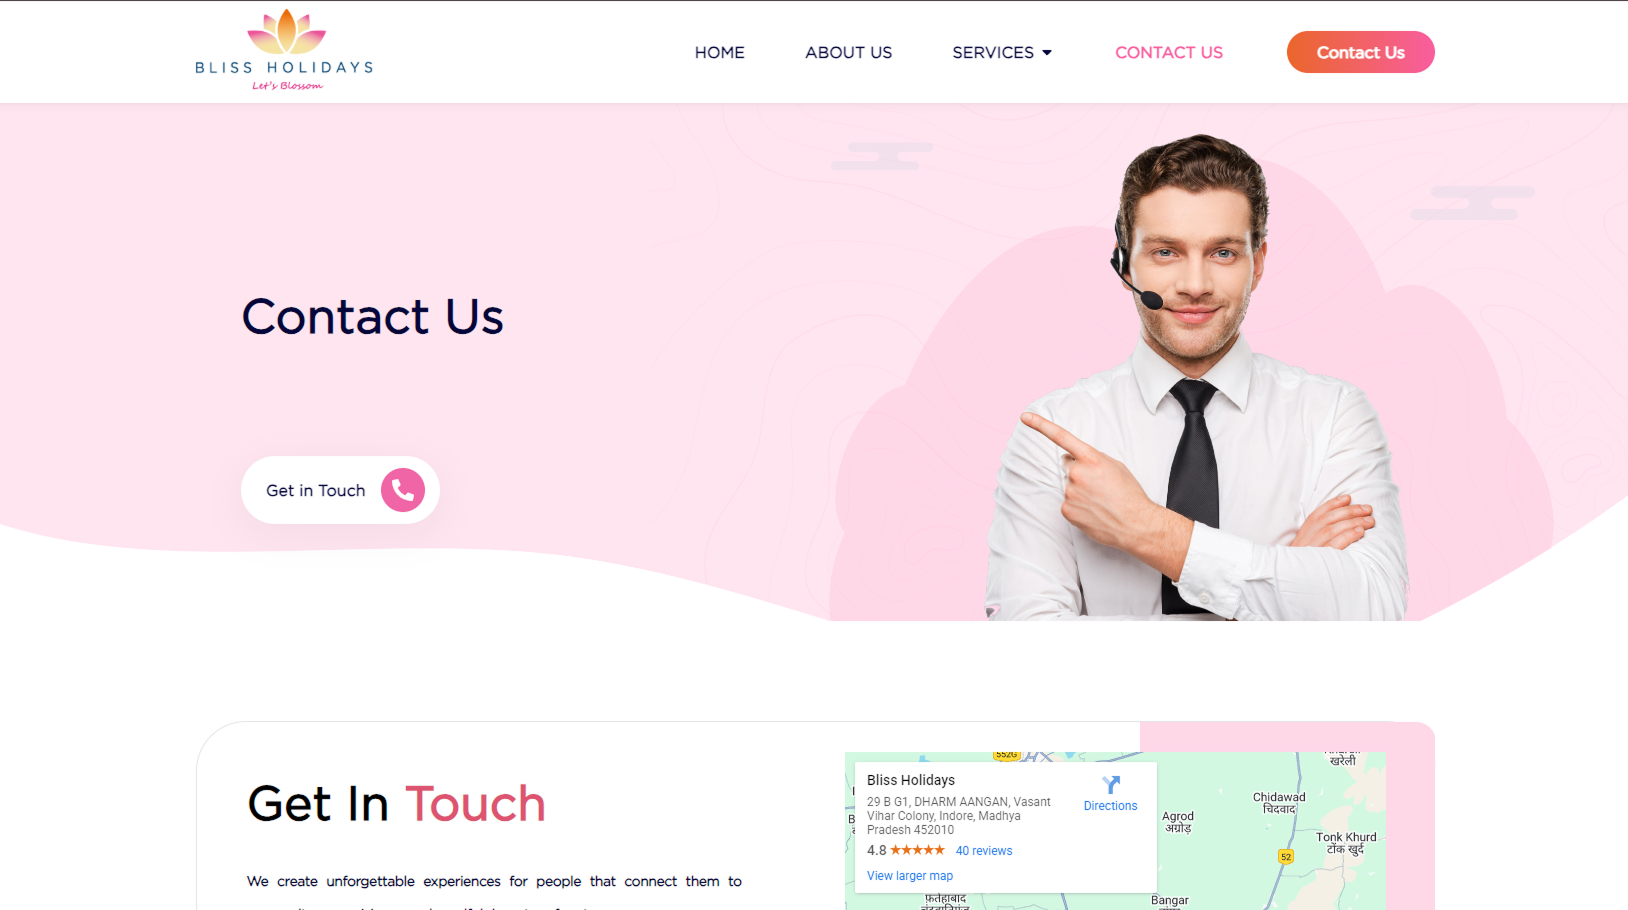 BLISS HOLIDAYS
Let's Blossom
HOME
ABOUT US
SERVICES
CONTACT US
Contact Us
Contact Us
Get in Touch
Get In Touch
We create unforgettable experiences for people that connect them to
552G
Bliss Holidays
29 B G1, DHARM AANGAN, Vasant
Vihar Colony, Indore, Madhya
Pradesh 452010
4.8
40 reviews
View larger map
Directions
खरेली
Chidawad
चिदवाद
Agrod
अग्रोड़
Tonk Khurd
टोंक खुर्द
52
Bangar
फ़तेहाबाद